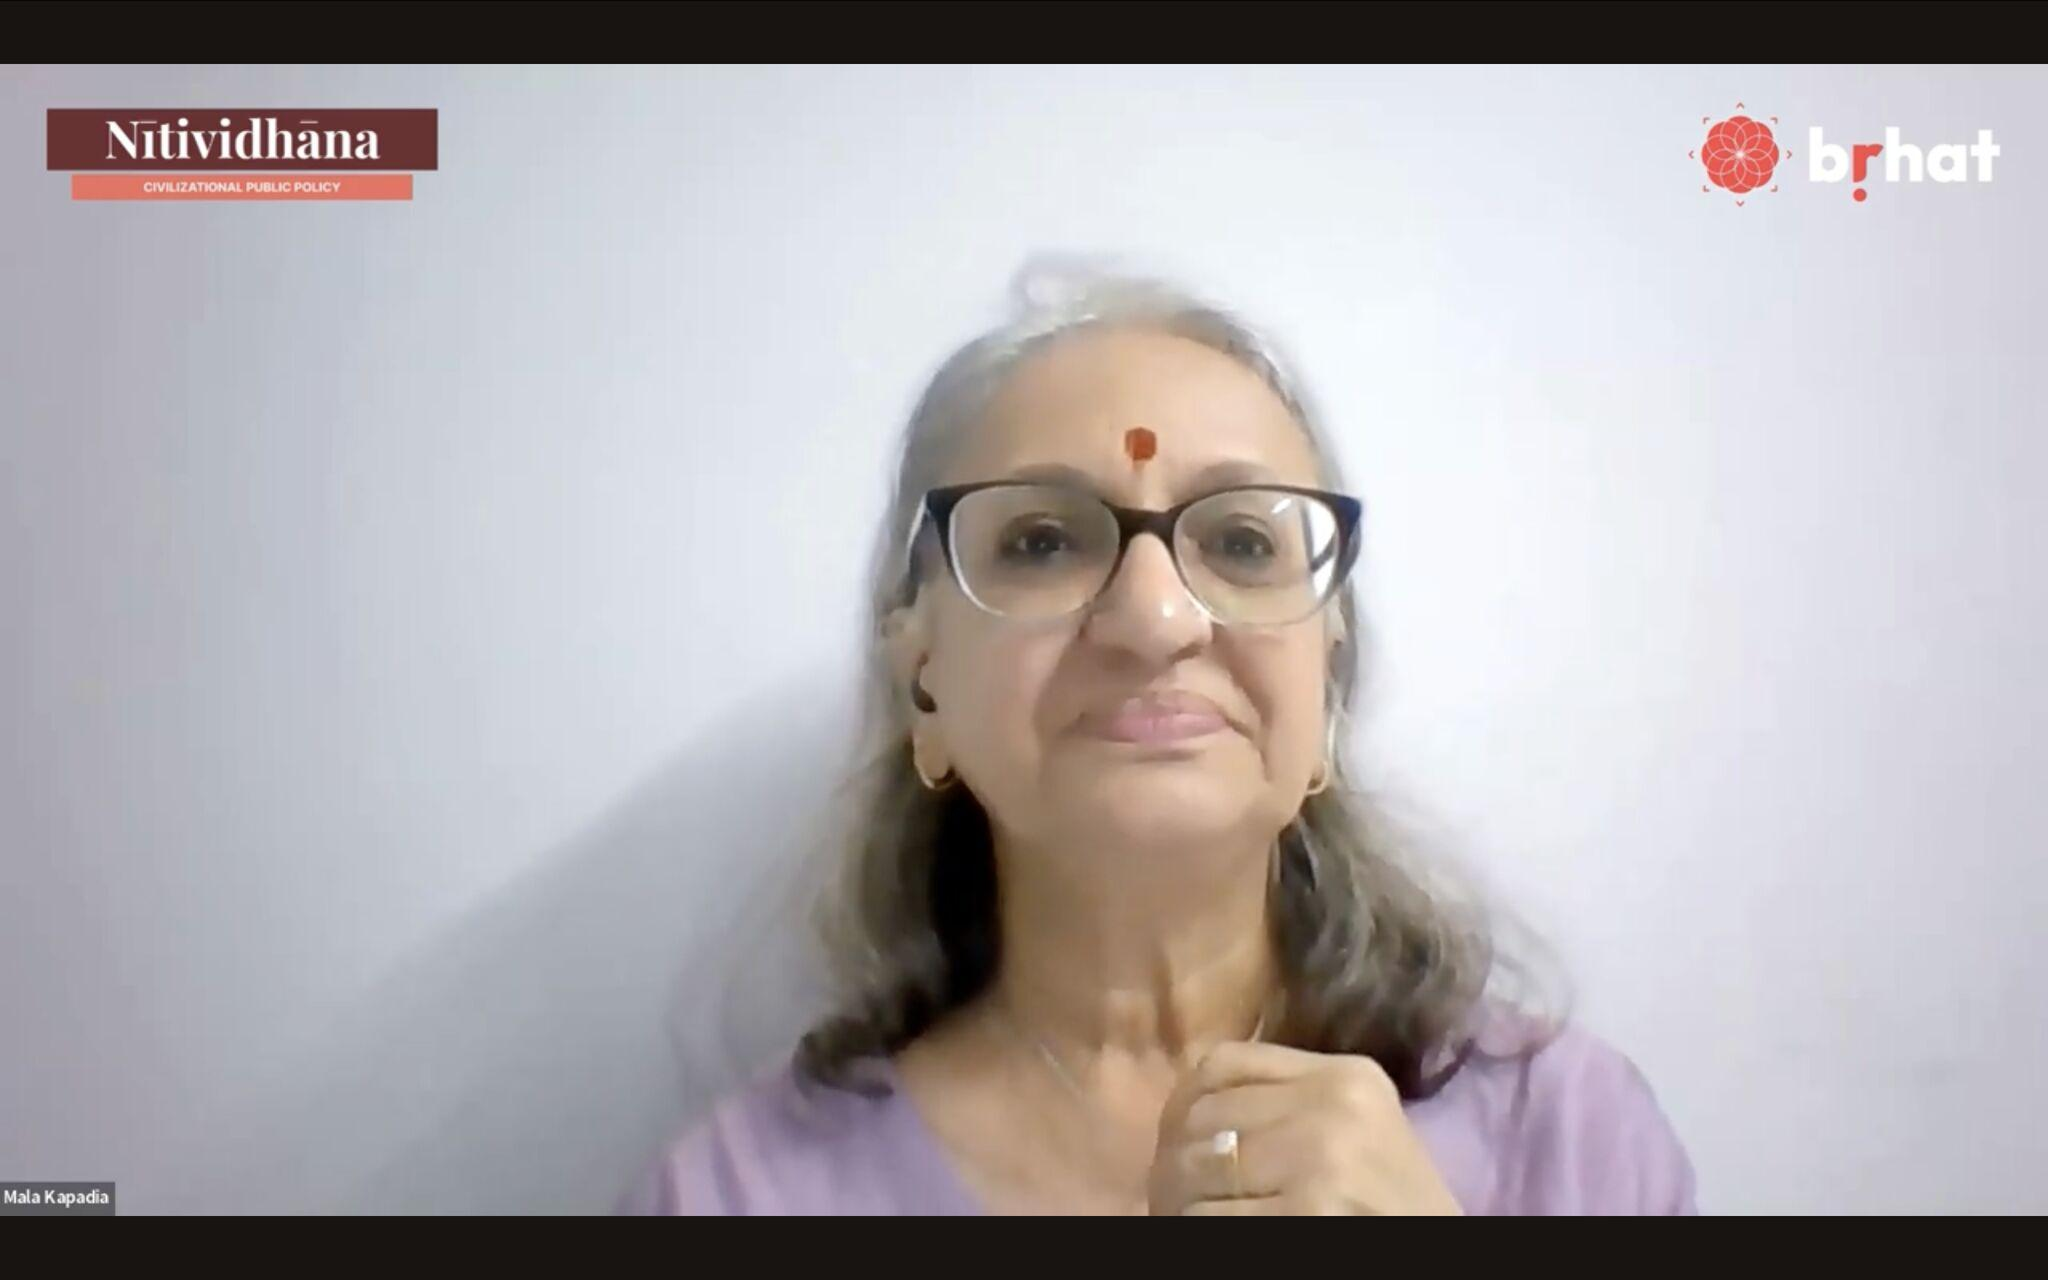 Nītividhāna
CIVILIZATIONAL PUBLIC POLICY
bṛhat
Mala Kapadia